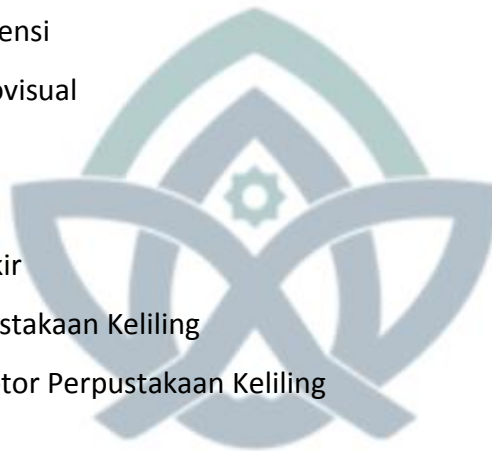 ensi
ovisual
kir
stakaan Keliling
tor Perpustakaan Keliling